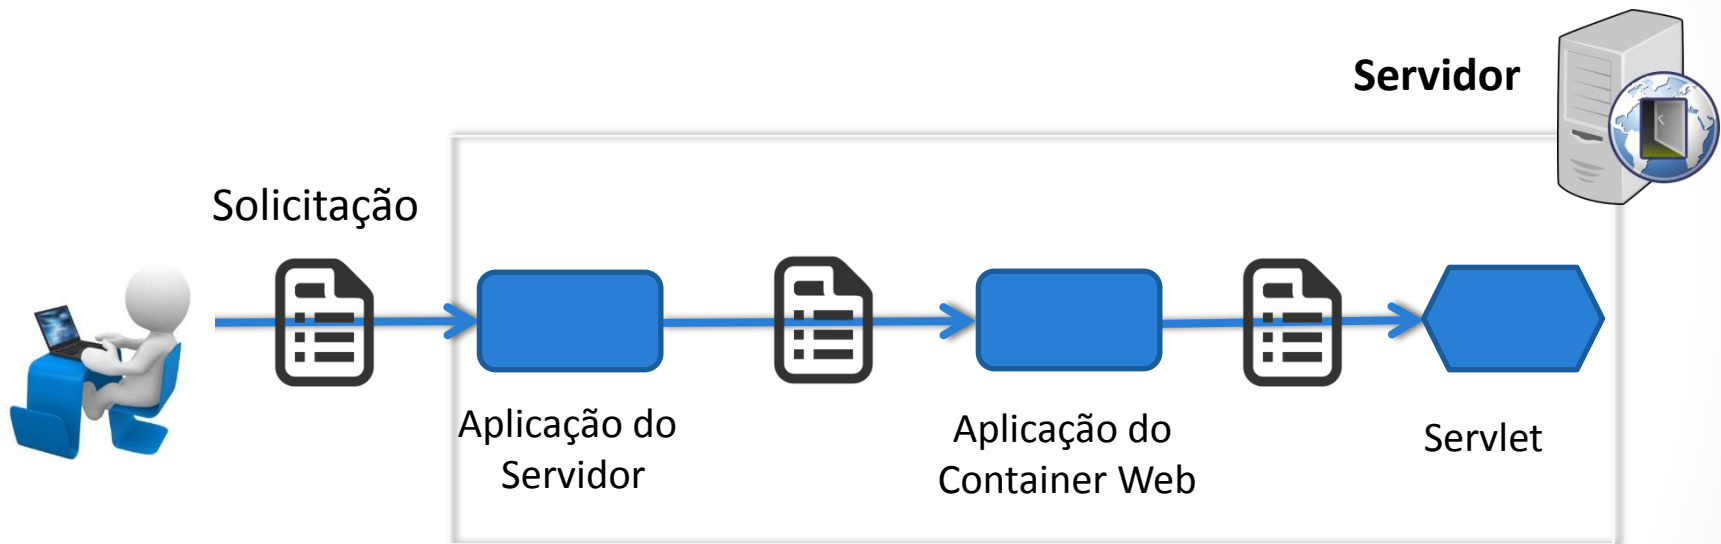 Servidor
Solicitação
Aplicação do
Servidor
Aplicação do
Container Web
Servlet